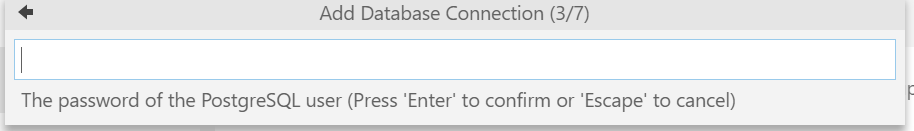 Add Database Connection (3/7)
The password of the PostgreSQL user (Press 'Enter' to confirm or 'Escape' to cancel)